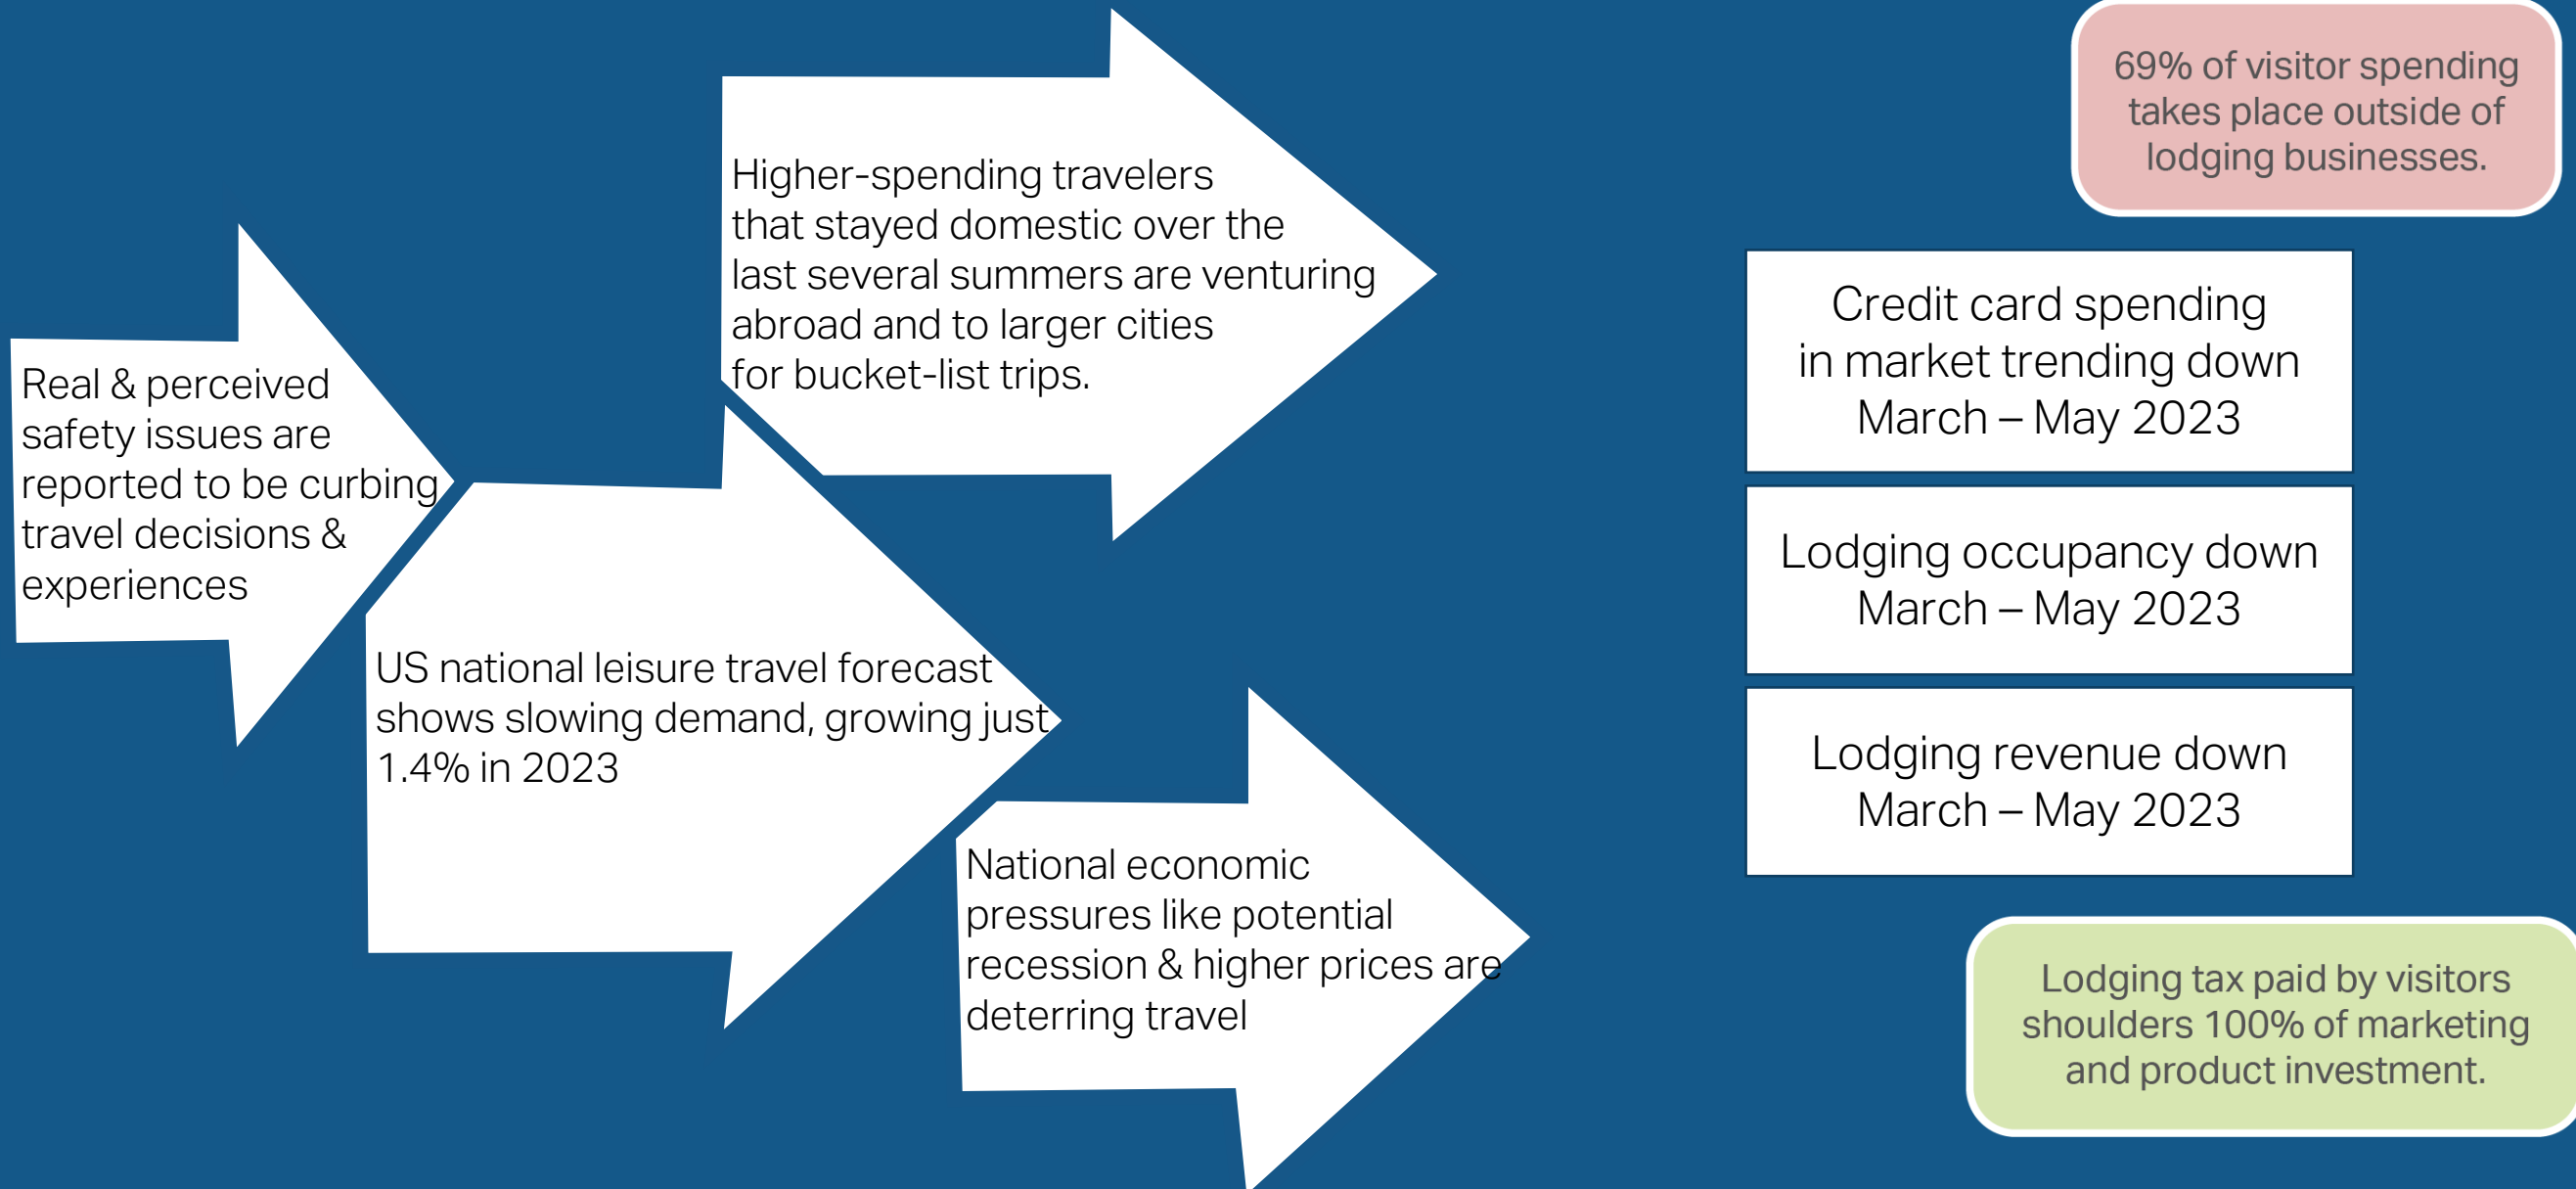 Real & perceived
safety issues are
reported to be curbing
travel decisions &
experiences
Higher-spending travelers
that stayed domestic over the
last several summers are venturing
abroad and to larger cities
for bucket-list trips.
US national leisure travel forecast
shows slowing demand, growing just
1.4% in 2023
National economic
pressures like potential
recession & higher prices are
deterring travel
69% of visitor spending
takes place outside of
lodging businesses.
Credit card spending
in market trending down
March – May 2023
Lodging occupancy down
March – May 2023
Lodging revenue down
March – May 2023
Lodging tax paid by visitors
shoulders 100% of marketing
and product investment.